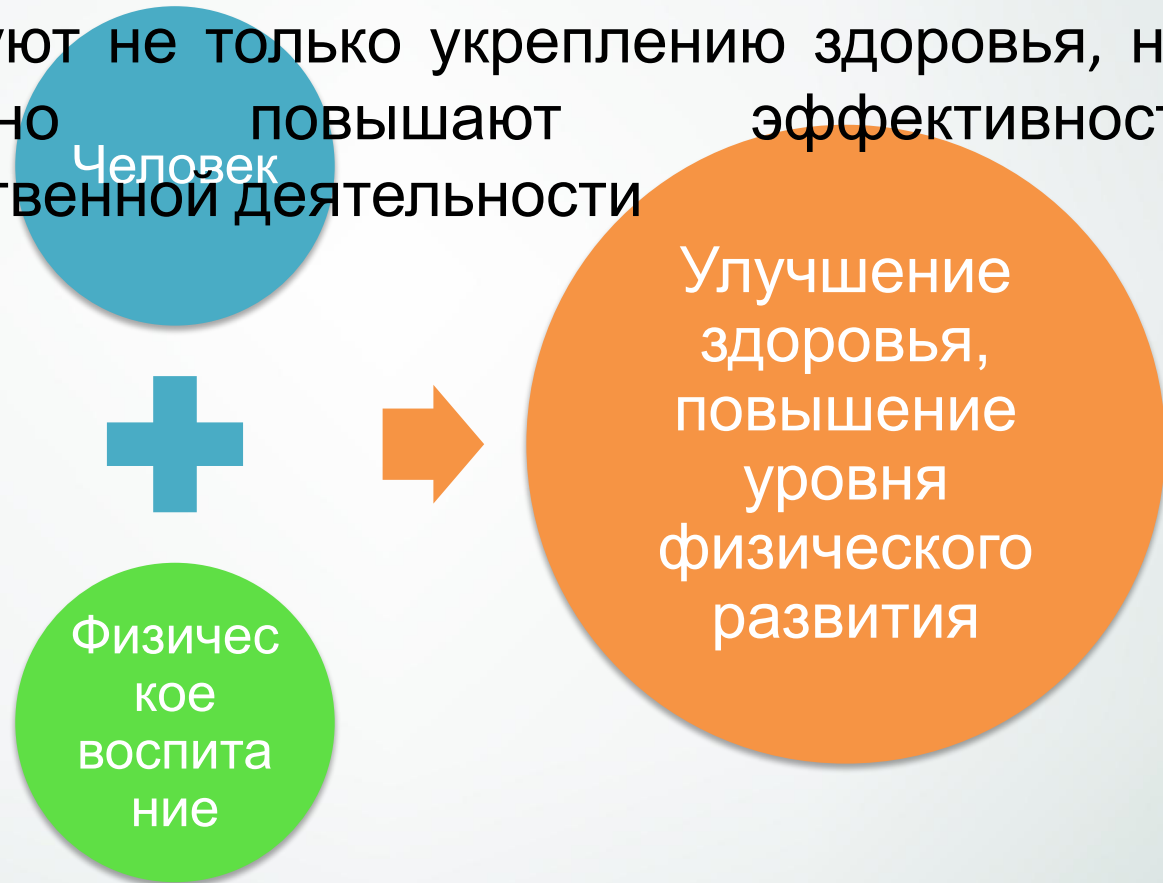 уют не только укреплению здоровья, н
но повышают эффективност
твенной деятельности
Человек
Улучшение
здоровья,
повышение
уровня
физического
развития
Физичес
кое
воспита
ние